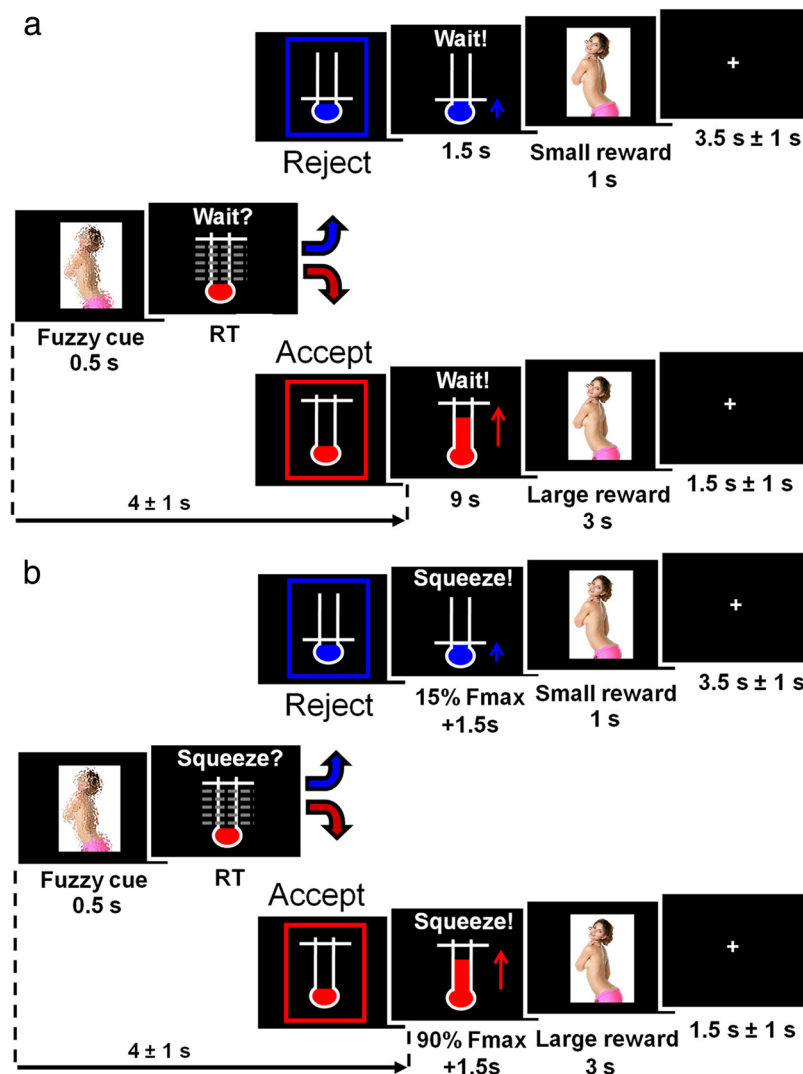 a
Wait!
Reject
1.5 s
Small reward
1 s
3.5 s ± 1 s
Wait?
Fuzzy cue
0.5 s
RT
Accept
Wait!
4 ± 1 s
9 s
Large reward
3 s
1.5 s ± 1 s
b
Squeeze!
Reject
15% Fmax
+1.5s
Small reward
1 s
3.5 s ± 1 s
Squeeze?
Fuzzy cue
0.5 s
RT
Accept
Squeeze!
4 ± 1 s
90% Fmax
+1.5s
Large reward
3 s
1.5 s ± 1 s